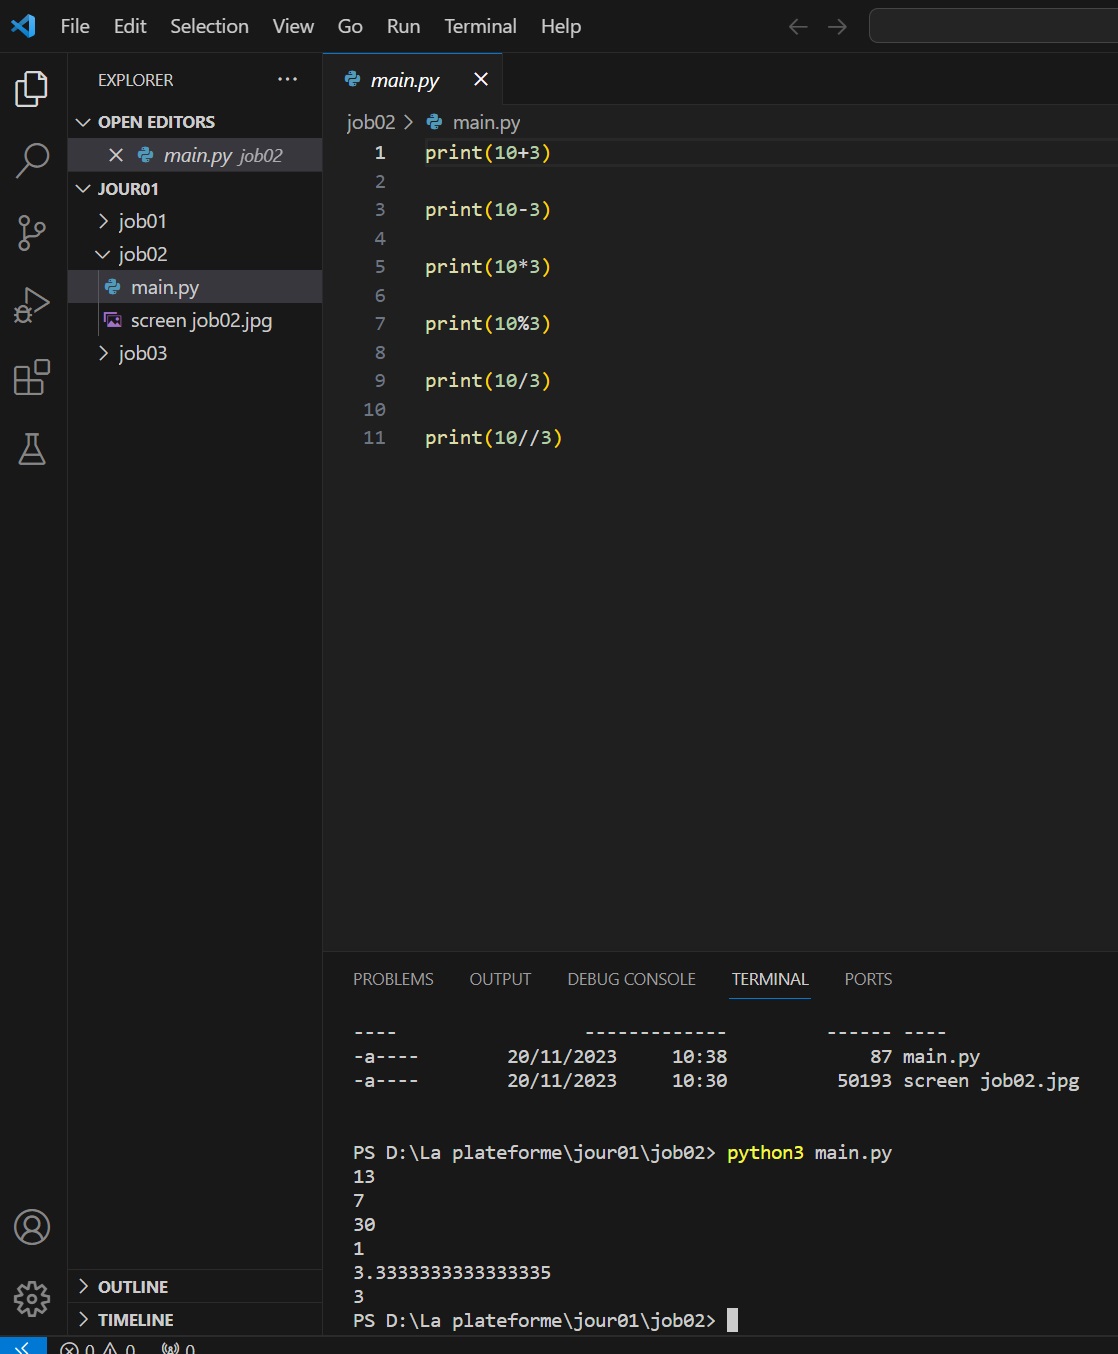 File Edit Selection View Go Run Terminal Help
EXPLORER
OPEN EDITORS
main.py job02
JOUR01
job01
job02
main.py
screen job02.jpg
job03
OUTLINE
TIMELINE
main.py
job02 > main.py
1 print(10+3)
2
3 print(10-3)
4
5 print(10*3)
6
7 print(10%3)
8
9 print(10/3)
10
11 print(10//3)
PROBLEMS OUTPUT DEBUG CONSOLE TERMINAL PORTS
---- ------------- ------ ----
-a---- 20/11/2023 10:38 87 main.py
-a---- 20/11/2023 10:30 50193 screen job02.jpg
PS D:\La plateforme\jour01\job02> python3 main.py
13
7
30
1
3.3333333333333335
3
PS D:\La plateforme\jour01\job02>
0 0 0